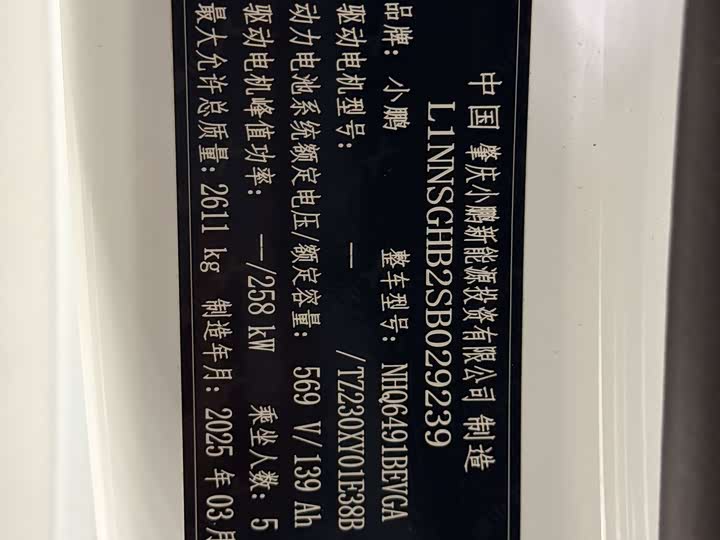 中国 肇庆小鹏新能源投资有限公司 制造
L1NNSGHB2SB029239
品牌： 小鹏 整车型号： NHQ6491BEVGA
驱动电机型号： —— /TZ230XY01E38B
动力电池系统额定电压/额定容量： 569 V/139 Ah
驱动电机峰值功率： ——/258 kW 乘坐人数： 5
最大允许总质量： 2611 kg 制造年月： 2025 年 03 月